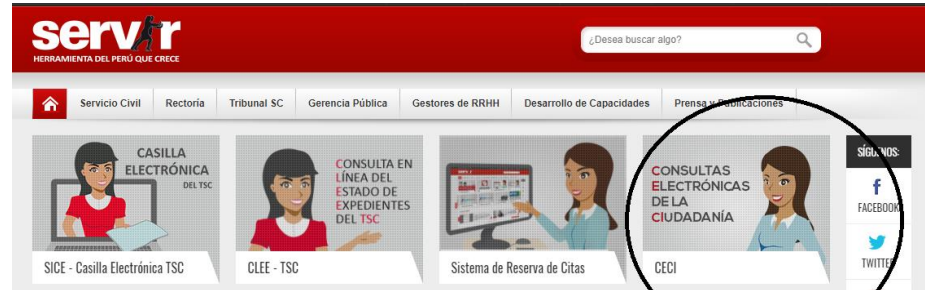 servir
HERRAMIENTA DEL PERÚ QUE CRECE
¿Desea buscar algo?
Servicio Civil
Rectoría
Tribunal SC
Gerencia Pública
Gestores de RRHH
Desarrollo de Capacidades
Prensa y Publicaciones
CASILLA
ELECTRÓNICA
DEL TSC
SICE - Casilla Electrónica TSC
CONSULTA EN
LÍNEA DEL
ESTADO DE
EXPEDIENTES
DEL TSC
CLEE - TSC
Sistema de Reserva de Citas
CONSULTAS
ELECTRÓNICAS
DE LA
CIUDADANÍA
CECI
SÍGUENOS:
f
FACEBOOK
TWITTER